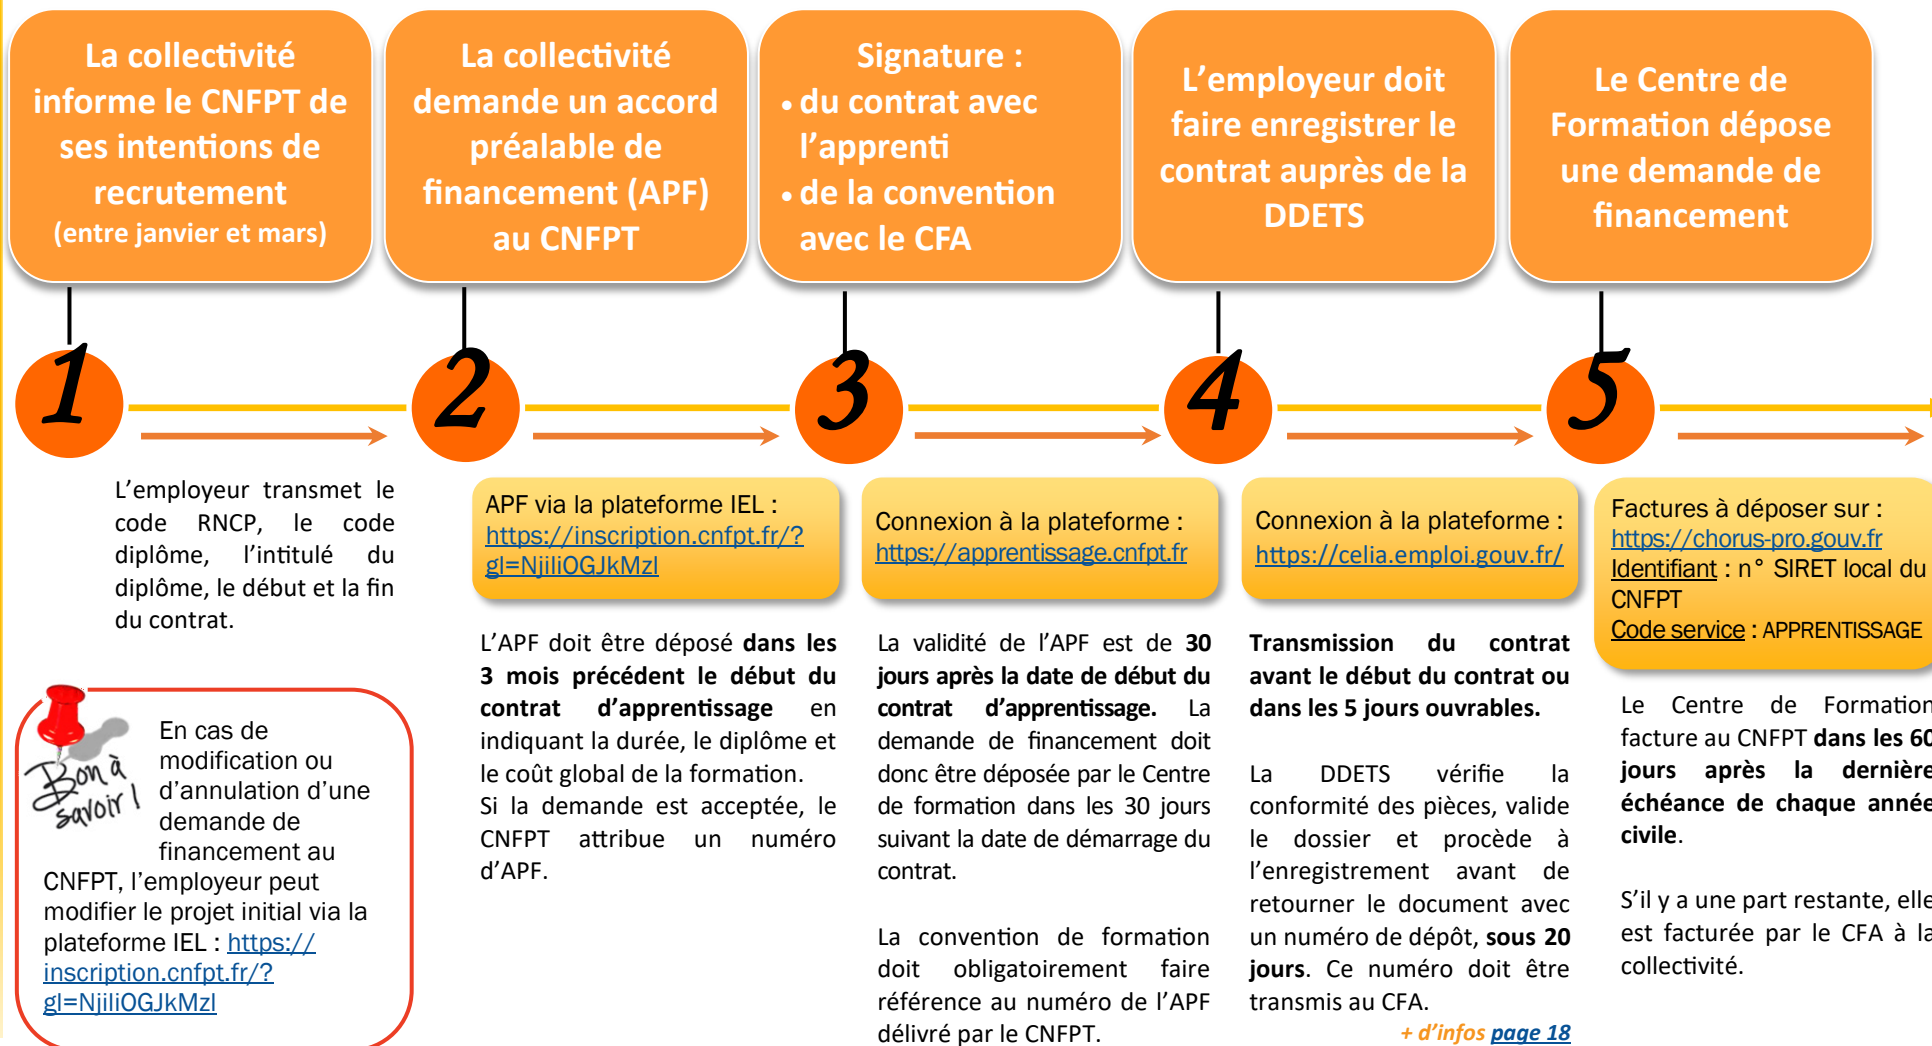 La collectivité
informe le CNFPT de
ses intentions de
recrutement
(entre janvier et mars)
La collectivité
demande un accord
préalable de
financement (APF)
au CNFPT
Signature :
• du contrat avec
l’apprenti
• de la convention
avec le CFA
L’employeur doit
faire enregistrer le
contrat auprès de la
DDETS
Le Centre de
Formation dépose
une demande de
financement
1
2
3
4
5
L’employeur transmet le
code RNCP, le code
diplôme, l’intitulé du
diplôme, le début et la fin
du contrat.
Bon à
savoir !
En cas de
modification ou
d’annulation d’une
demande de
financement au
CNFPT, l’employeur peut
modifier le projet initial via la
plateforme IEL : https://
inscription.cnfpt.fr/?
gl=NjiliOGJkMzI
APF via la plateforme IEL :
https://inscription.cnfpt.fr/?
gl=NjiliOGJkMzI
L’APF doit être déposé dans les
3 mois précédent le début du
contrat d’apprentissage en
indiquant la durée, le diplôme et
le coût global de la formation.
Si la demande est acceptée, le
CNFPT attribue un numéro
d’APF.
Connexion à la plateforme :
https://apprentissage.cnfpt.fr
La validité de l’APF est de 30
jours après la date de début du
contrat d’apprentissage. La
demande de financement doit
donc être déposée par le Centre
de formation dans les 30 jours
suivant la date de démarrage du
contrat.
La convention de formation
doit obligatoirement faire
référence au numéro de l’APF
délivré par le CNFPT.
Connexion à la plateforme :
https://celia.emploi.gouv.fr/
Transmission du contrat
avant le début du contrat ou
dans les 5 jours ouvrables.
La DDETS vérifie la
conformité des pièces, valide
le dossier et procède à
l’enregistrement avant de
retourner le document avec
un numéro de dépôt, sous 20
jours. Ce numéro doit être
transmis au CFA.
+ d’infos page 18
Factures à déposer sur :
https://chorus-pro.gouv.fr
Identifiant : n° SIRET local du
CNFPT
Code service : APPRENTISSAGE
Le Centre de Formation
facture au CNFPT dans les 60
jours après la dernière
échéance de chaque année
civile.
S’il y a une part restante, elle
est facturée par le CFA à la
collectivité.